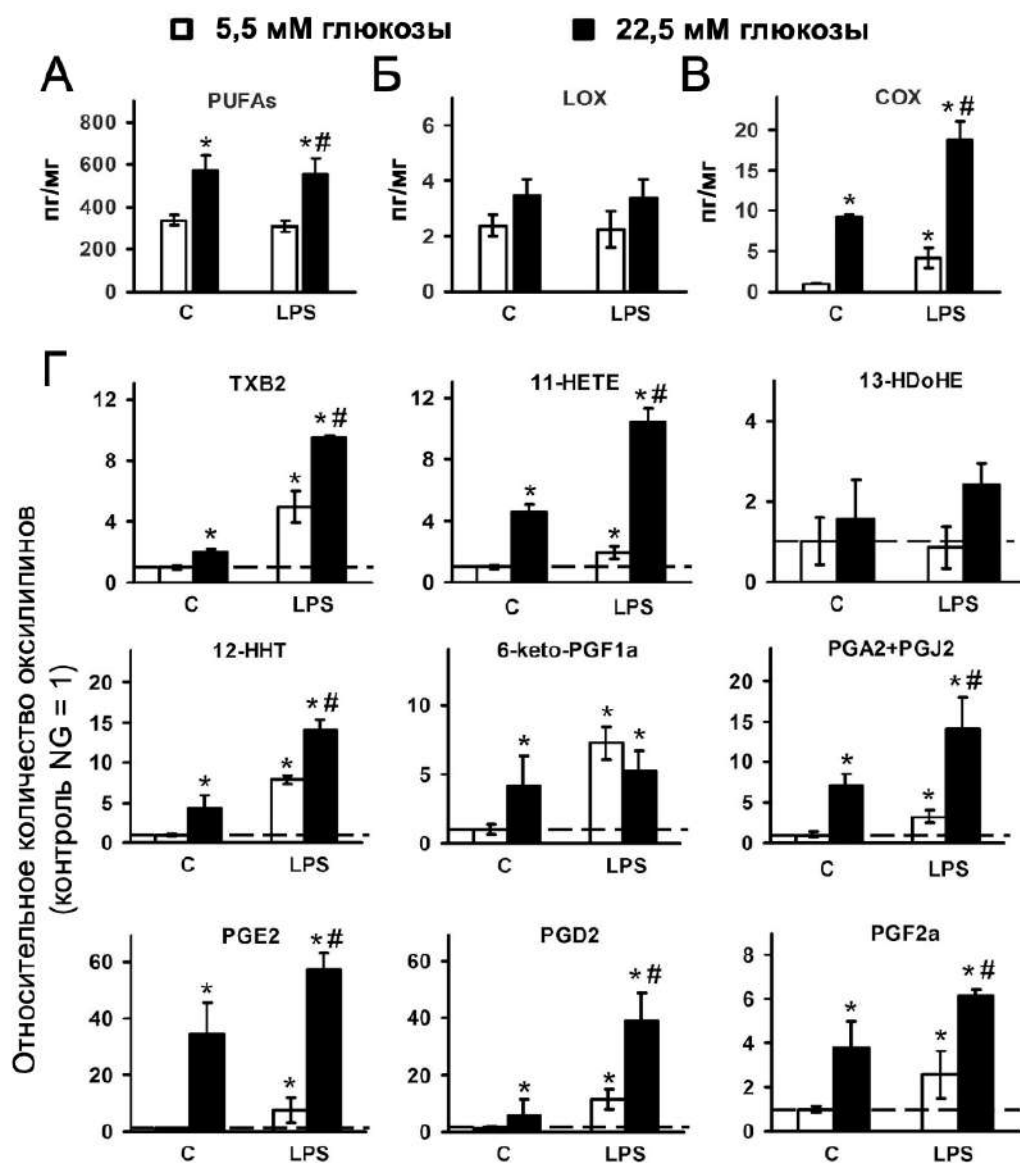 5,5 мМ глюкозы 22,5 мМ глюкозы
А Б В
PUFAs LOX COX
пг/мг
800
600
400
200
0
* *#
C LPS
пг/мг
6
4
2
0
C LPS
пг/мг
20
15
10
5
0
* * *#
C LPS
Г
Относительное количество оксилипинов
(контроль NG = 1)
TXB2
12
8
4
0
* * *#
C LPS
11-HETE
12
8
4
0
* * *#
C LPS
13-HDoHE
4
2
0
C LPS
12-HHT
20
15
10
5
0
* * *#
C LPS
6-keto-PGF1a
10
5
0
* * *
C LPS
PGA2+PGJ2
20
15
10
5
0
* * *#
C LPS
PGE2
60
40
20
0
* * *#
C LPS
PGD2
60
40
20
0
* * *#
C LPS
PGF2a
8
6
4
2
0
* * *#
C LPS